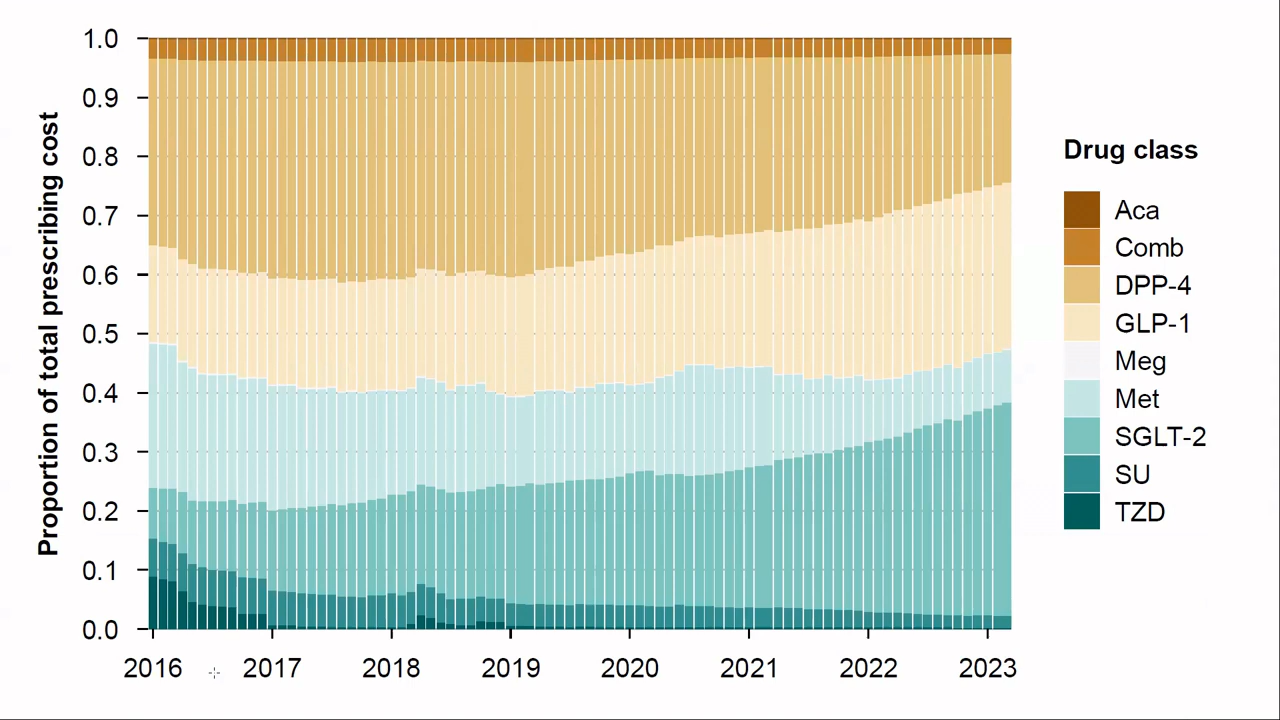 Proportion of total prescribing cost
1.0
0.9
0.8
0.7
0.6
0.5
0.4
0.3
0.2
0.1
0.0
2016 2017 2018 2019 2020 2021 2022 2023
Drug class
Aca
Comb
DPP-4
GLP-1
Meg
Met
SGLT-2
SU
TZD